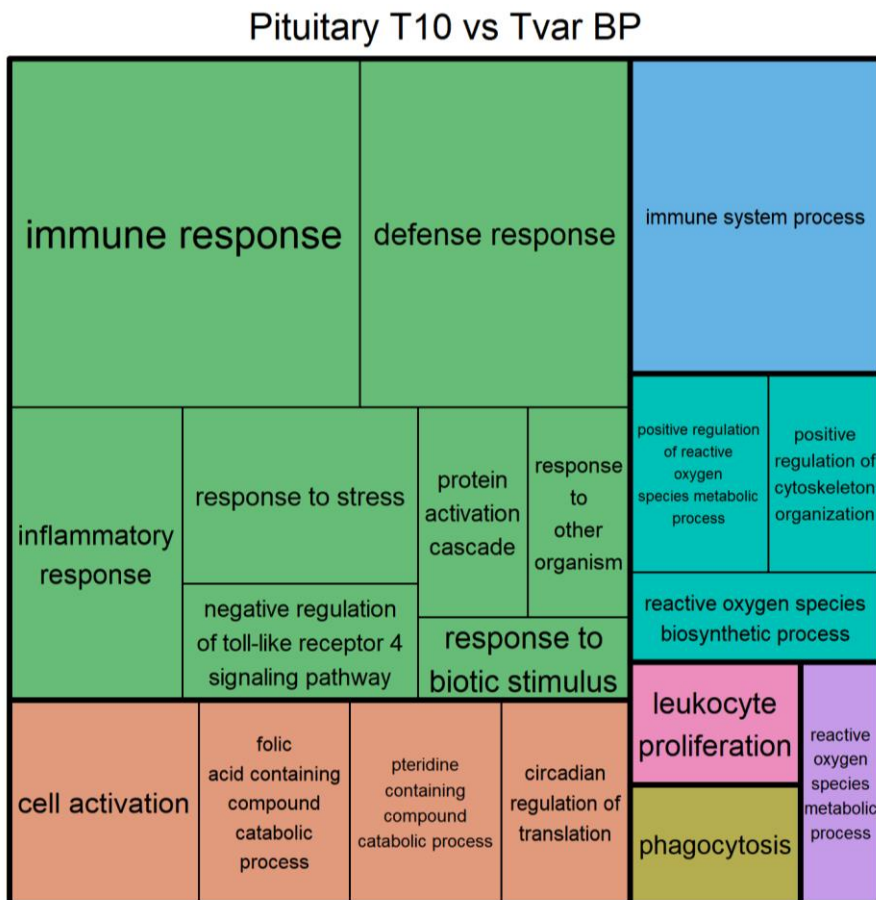 Pituitary T10 vs Tvar BP
immune response
defense response
immune system process
inflammatory
response
response to stress
negative regulation
of toll-like receptor 4
signaling pathway
protein
activation
cascade
response
to
other
organism
response to
biotic stimulus
positive regulation
of reactive
oxygen
species metabolic
process
positive
regulation of
cytoskeleton
organization
reactive oxygen species
biosynthetic process
cell activation
folic
acid containing
compound
catabolic
process
pteridine
containing
compound
catabolic process
circadian
regulation of
translation
leukocyte
proliferation
phagocytosis
reactive
oxygen
species
metabolic
process